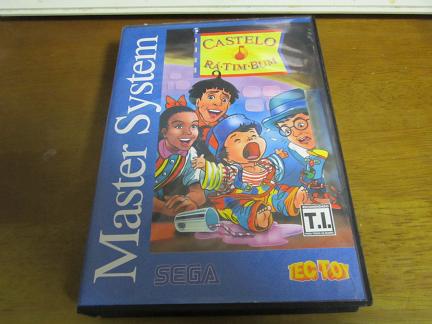 CASTELO
RÁ-TIM-BUM
Master System
T.I.
SEGA
TEC TOY